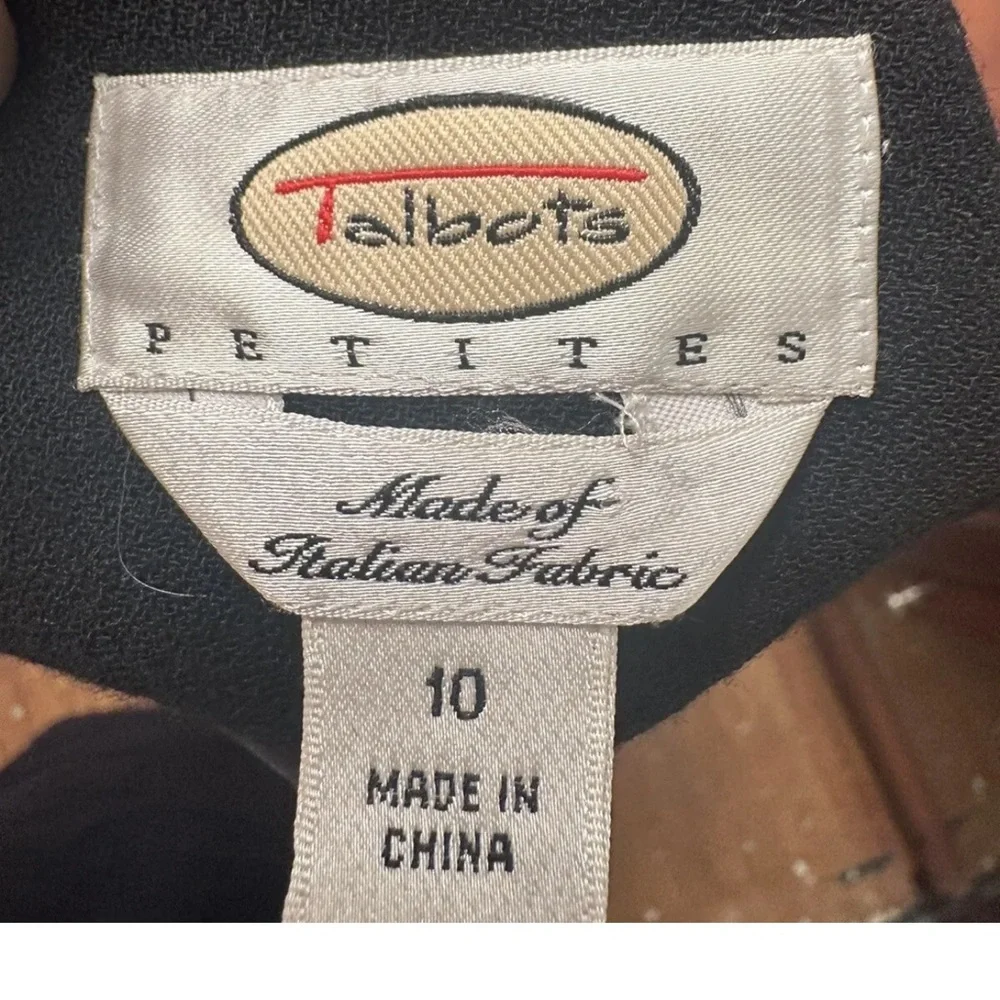 Talbots
PETITES
Made of
Italian Fabric
10
MADE IN
CHINA